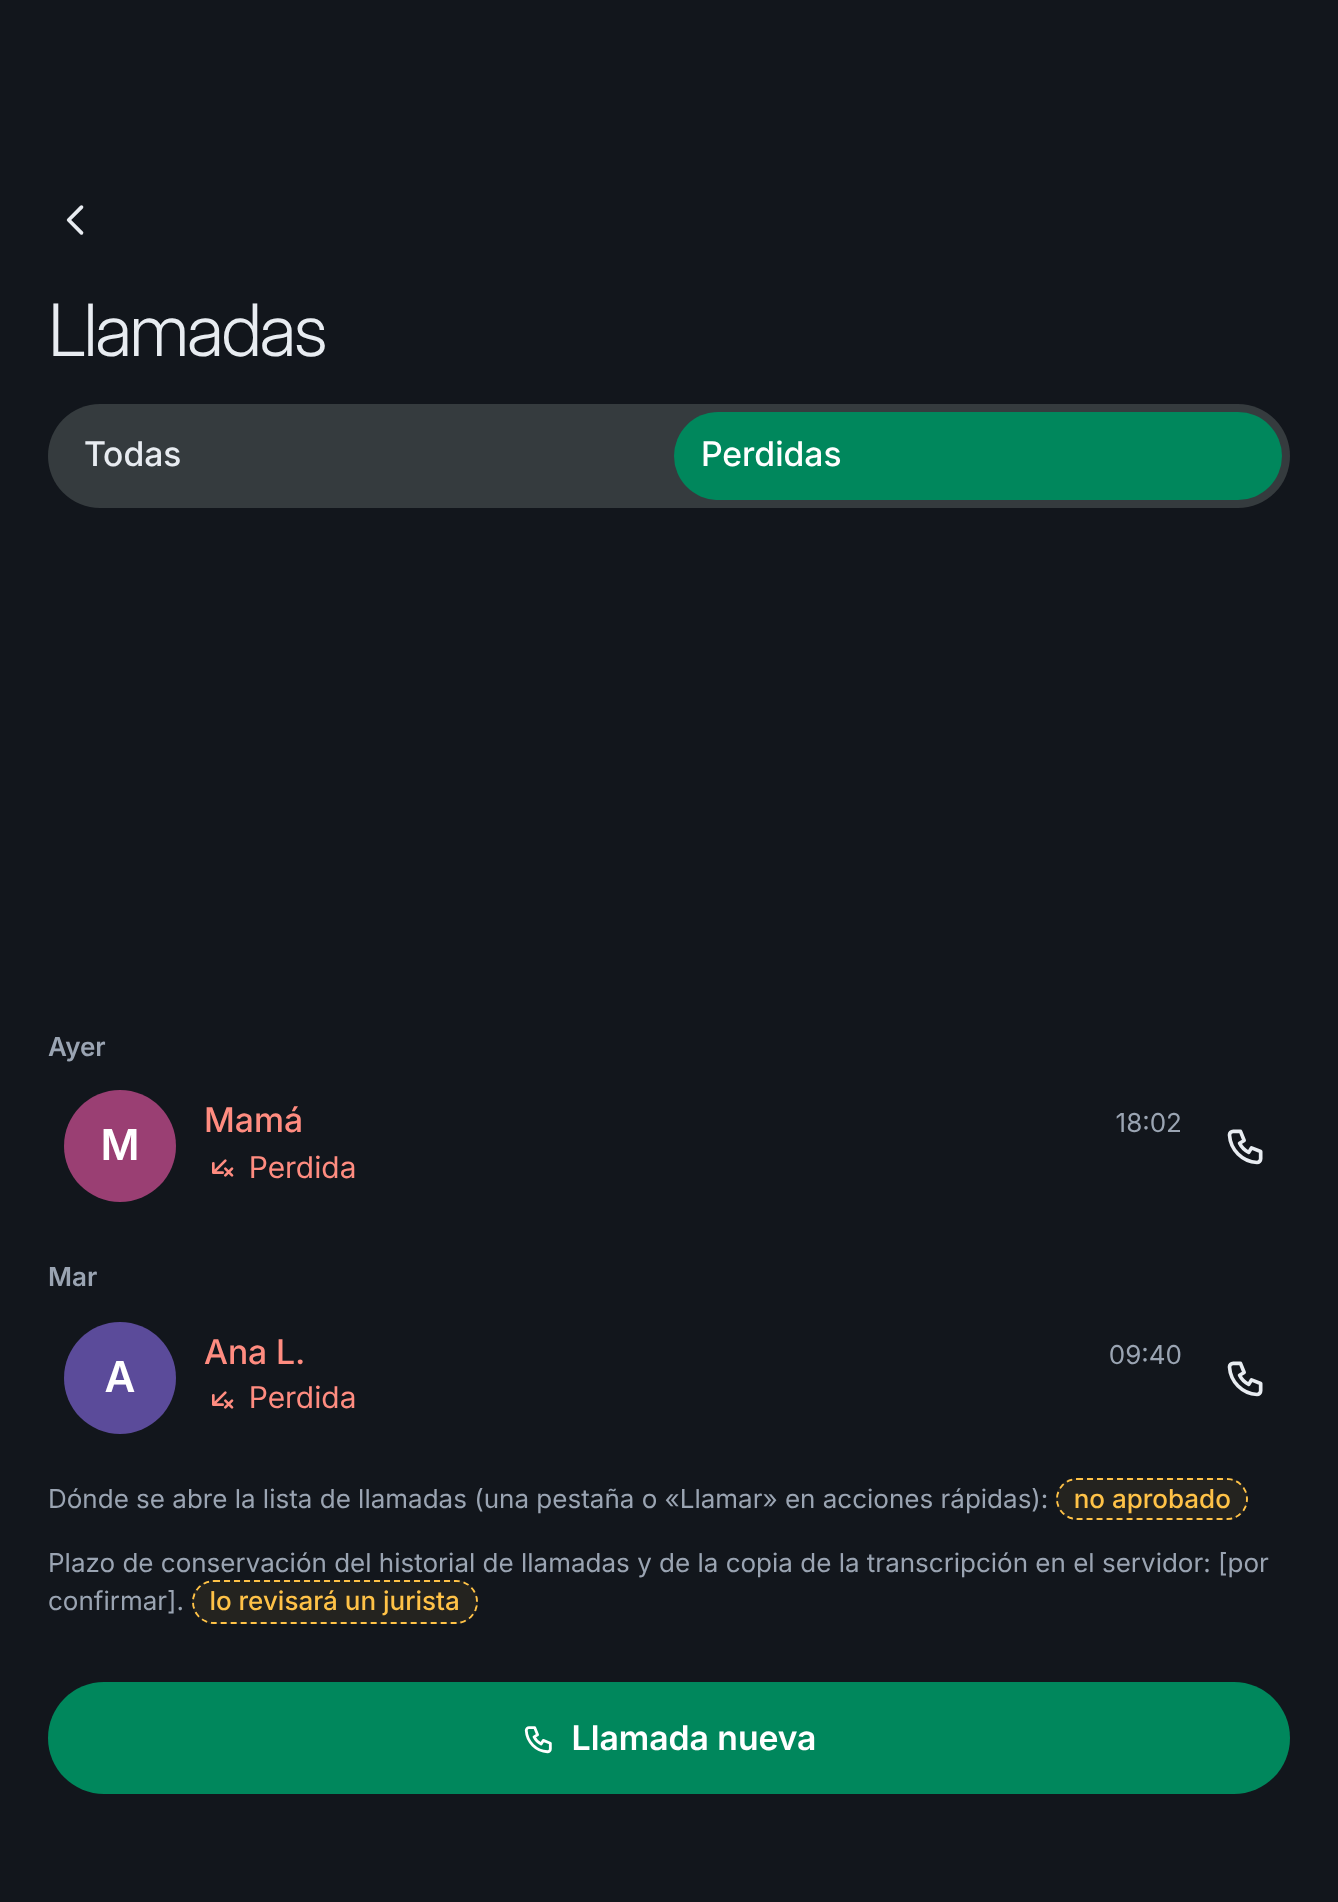 Llamadas
Todas
Perdidas
Ayer
M
Mamá
18:02
Perdida
Mar
A
Ana L.
09:40
Perdida
Dónde se abre la lista de llamadas (una pestaña o «Llamar» en acciones rápidas): no aprobado
Plazo de conservación del historial de llamadas y de la copia de la transcripción en el servidor: [por
confirmar]. lo revisará un jurista
Llamada nueva